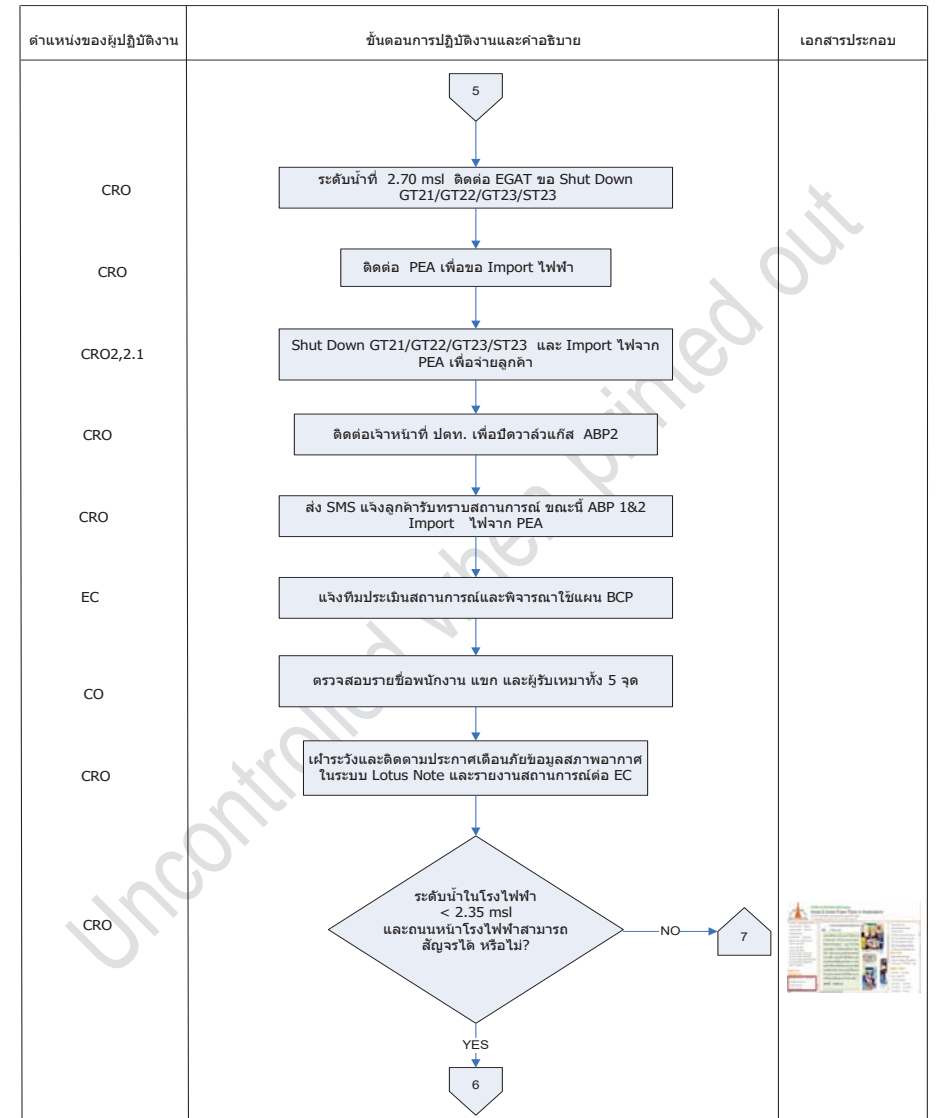 ตำแหน่งของผู้ปฏิบัติงาน
ขั้นตอนการปฏิบัติงานและคำอธิบาย
เอกสารประกอบ
5
CRO
ระดับน้ำที่ 2.70 msl ติดต่อ EGAT ขอ Shut Down
GT21/GT22/GT23/ST23
CRO
ติดต่อ PEA เพื่อขอ Import ไฟฟ้า
CRO2,2.1
Shut Down GT21/GT22/GT23/ST23 และ Import ไฟจาก
PEA เพื่อจ่ายลูกค้า
CRO
ติดต่อเจ้าหน้าที่ ปตท. เพื่อปิดวาล์วแก๊ส ABP2
CRO
ส่ง SMS แจ้งลูกค้ารับทราบสถานการณ์ ขณะนี้ ABP 1&2
Import ไฟจาก PEA
EC
แจ้งทีมประเมินสถานการณ์และพิจารณาใช้แผน BCP
CO
ตรวจสอบรายชื่อพนักงาน แขก และผู้รับเหมาทั้ง 5 จุด
CRO
เฝ้าระวังและติดตามประกาศเตือนภัยข้อมูลสภาพอากาศ
ในระบบ Lotus Note และรายงานสถานการณ์ต่อ EC
CRO
ระดับน้ำในโรงไฟฟ้า
< 2.35 msl
และถนนหน้าโรงไฟฟ้าสามารถ
สัญจรได้ หรือไม่?
NO
7
YES
6
Uncontrolled when printed out